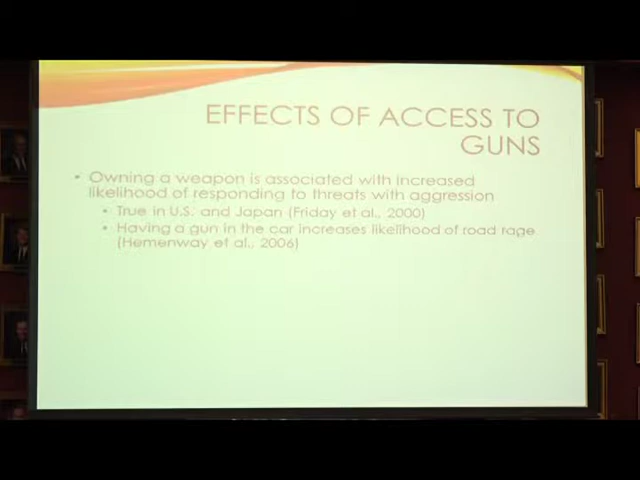 EFFECTS OF ACCESS TO
GUNS
• Owning a weapon is associated with increased
likelihood of responding to threats with aggression
• True in U.S. and Japan (Friday et al., 2000)
• Having a gun in the car increases likelihood of road rage
(Hemenway et al., 2006)